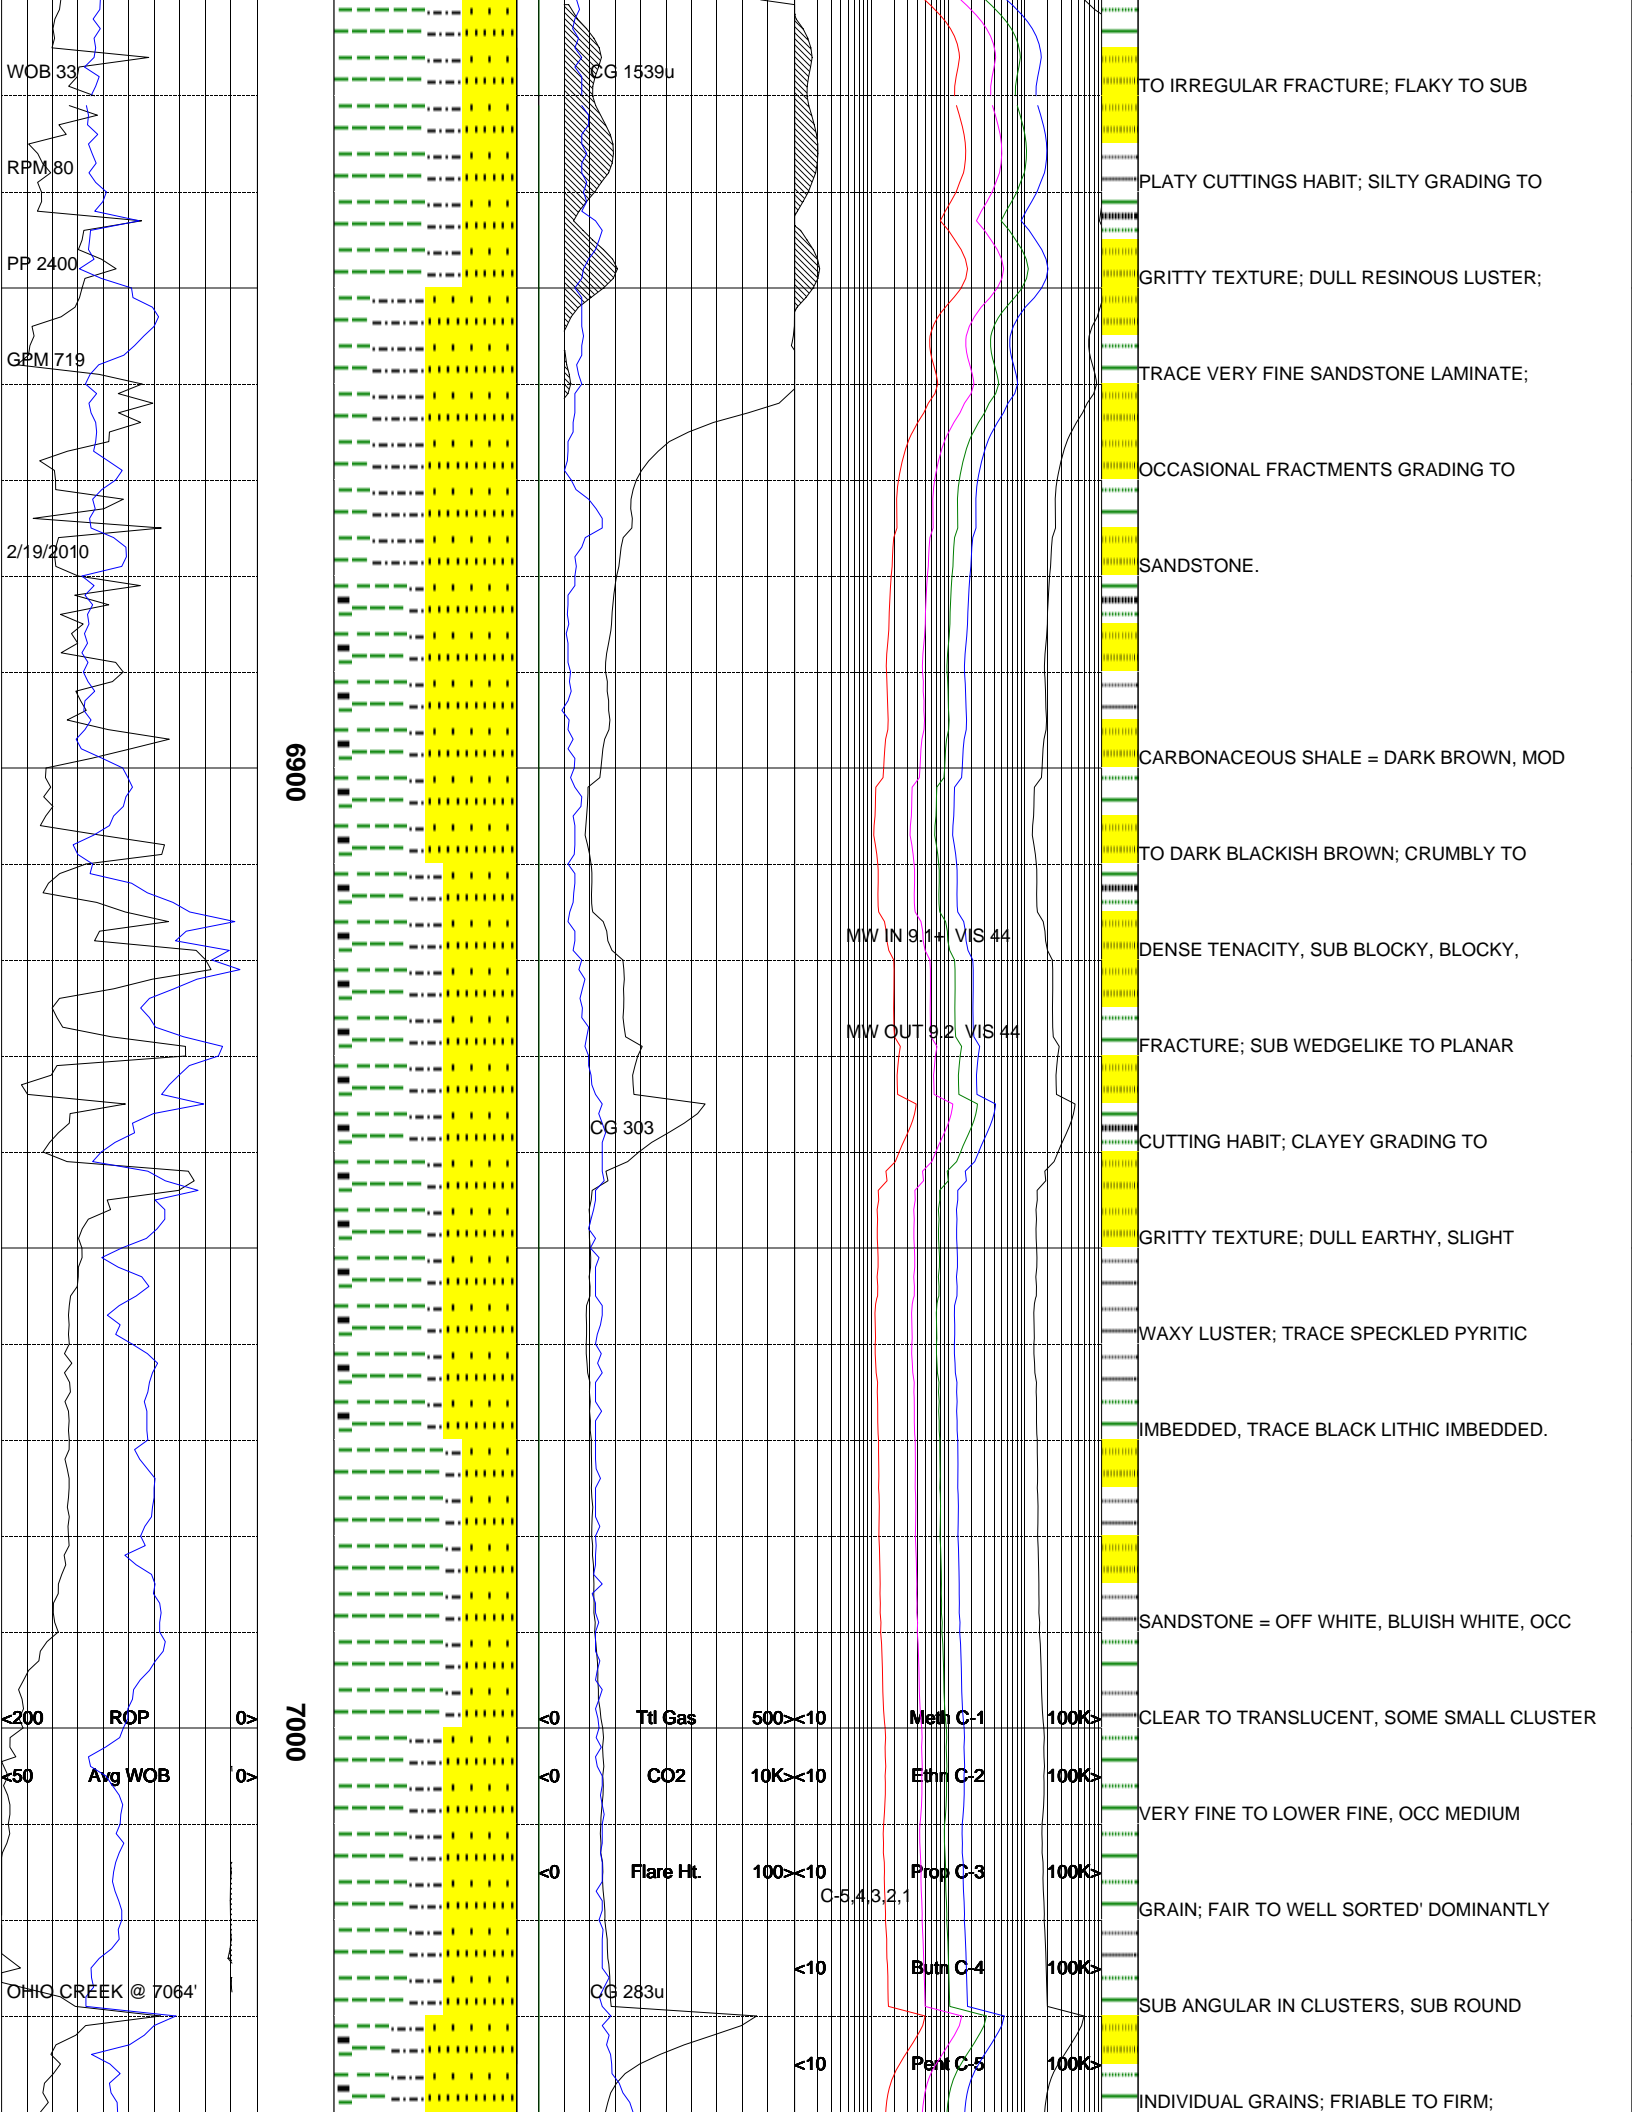 WOB 33
CG 1539u
TO IRREGULAR FRACTURE; FLAKY TO SUB
RPM 80
PLATY CUTTINGS HABIT; SILTY GRADING TO
PP 2400
GRITTY TEXTURE; DULL RESINOUS LUSTER;
GPM 719
TRACE VERY FINE SANDSTONE LAMINATE;
OCCASIONAL FRACTMENTS GRADING TO
2/19/2010
SANDSTONE.
6900
CARBONACEOUS SHALE = DARK BROWN, MOD
TO DARK BLACKISH BROWN; CRUMBLY TO
MW IN 9.1+ VIS 44
DENSE TENACITY, SUB BLOCKY, BLOCKY,
MW OUT 9.2 VIS 44
FRACTURE; SUB WEDGELIKE TO PLANAR
CG 303
CUTTING HABIT; CLAYEY GRADING TO
GRITTY TEXTURE; DULL EARTHY, SLIGHT
WAXY LUSTER; TRACE SPECKLED PYRITIC
IMBEDDED, TRACE BLACK LITHIC IMBEDDED.
SANDSTONE = OFF WHITE, BLUISH WHITE, OCC
7000
<200 ROP 0> <0 Ttl Gas 500> <10 Meth C-1 100K>
CLEAR TO TRANSLUCENT, SOME SMALL CLUSTER
<50 Avg WOB 0> <0 CO2 10K> <10 Ethn C-2 100K>
VERY FINE TO LOWER FINE, OCC MEDIUM
<0 Flare Ht. 100> <10 Prop C-3 100K>
C-5,4,3,2,1
GRAIN; FAIR TO WELL SORTED' DOMINANTLY
<10 Butn C-4 100K>
OHIO CREEK @ 7064'
CG 283u
SUB ANGULAR IN CLUSTERS, SUB ROUND
<10 Pent C-5 100K>
INDIVIDUAL GRAINS; FRIABLE TO FIRM;